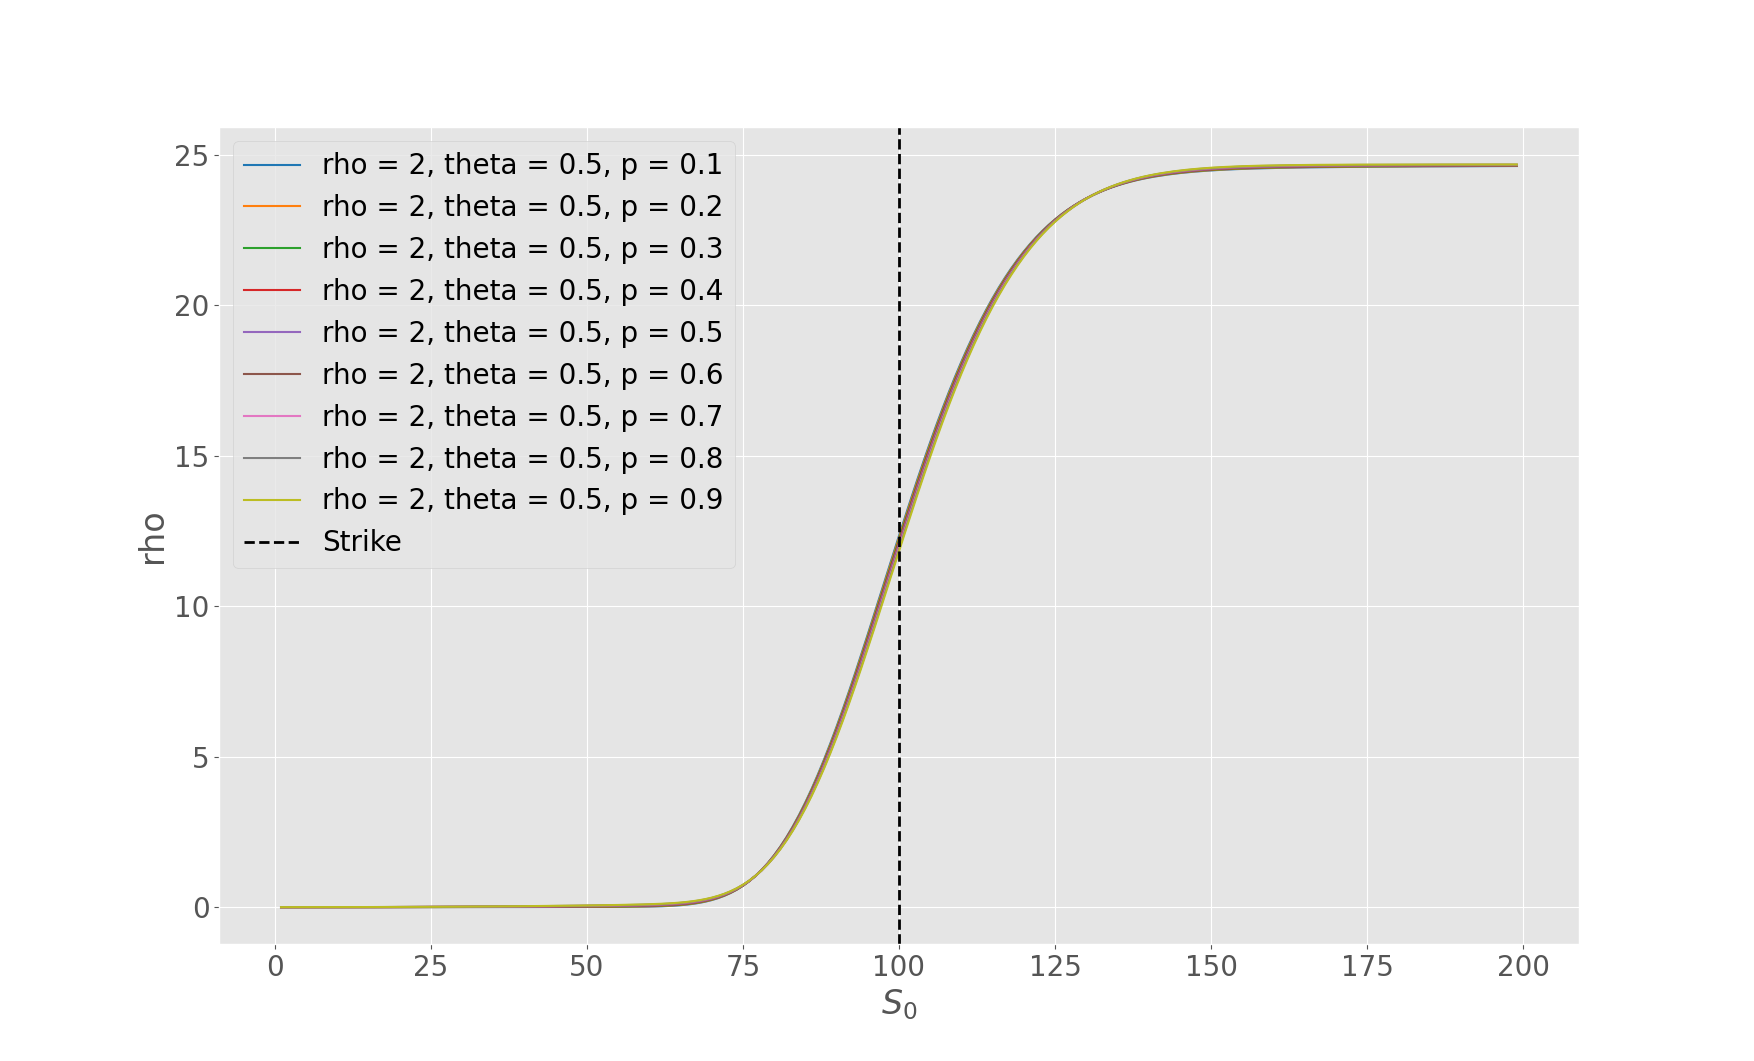 rho = 2, theta = 0.5, p = 0.1
rho = 2, theta = 0.5, p = 0.2
rho = 2, theta = 0.5, p = 0.3
rho = 2, theta = 0.5, p = 0.4
rho = 2, theta = 0.5, p = 0.5
rho = 2, theta = 0.5, p = 0.6
rho = 2, theta = 0.5, p = 0.7
rho = 2, theta = 0.5, p = 0.8
rho = 2, theta = 0.5, p = 0.9
Strike
rho
25
20
15
10
5
0
0 25 50 75 100 125 150 175 200
S₀